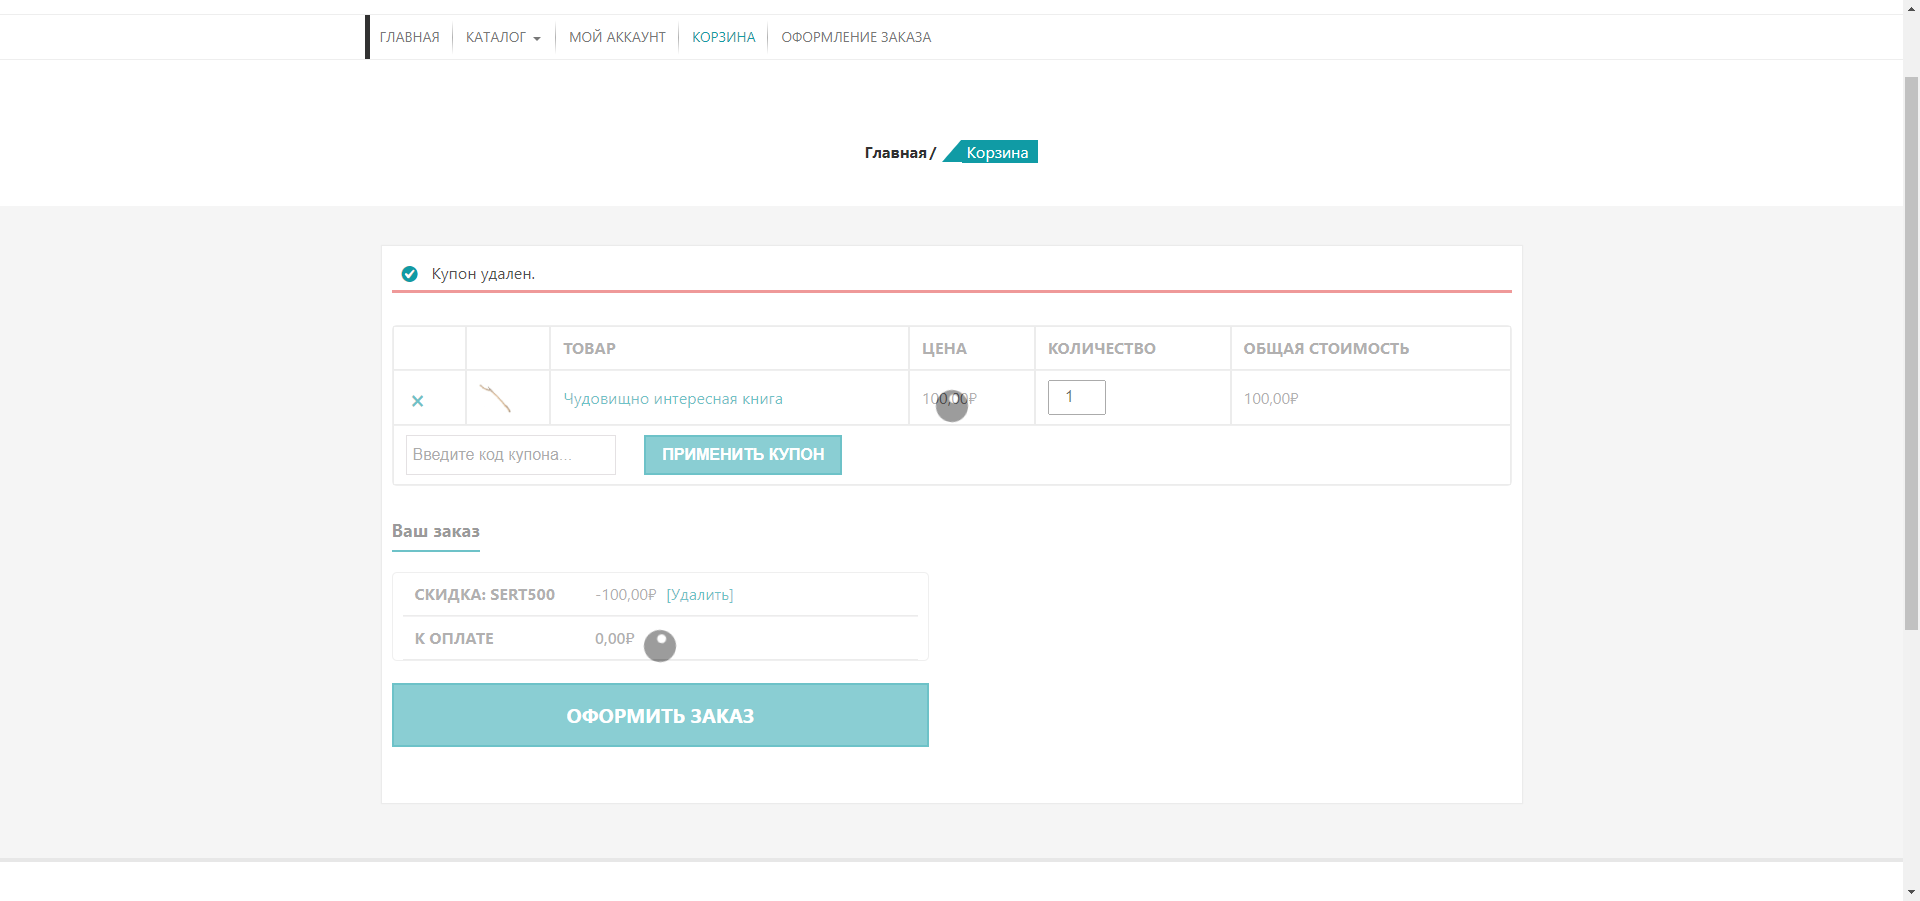 ГЛАВНАЯ КАТАЛОГ МОЙ АККАУНТ КОРЗИНА ОФОРМЛЕНИЕ ЗАКАЗА
Главная / Корзина
Купон удален.
ТОВАР ЦЕНА КОЛИЧЕСТВО ОБЩАЯ СТОИМОСТЬ
× Чудовищно интересная книга 100,00₽ 1 100,00₽
Введите код купона... ПРИМЕНИТЬ КУПОН
Ваш заказ
СКИДКА: SERT500 -100,00₽ [Удалить]
К ОПЛАТЕ 0,00₽
ОФОРМИТЬ ЗАКАЗ